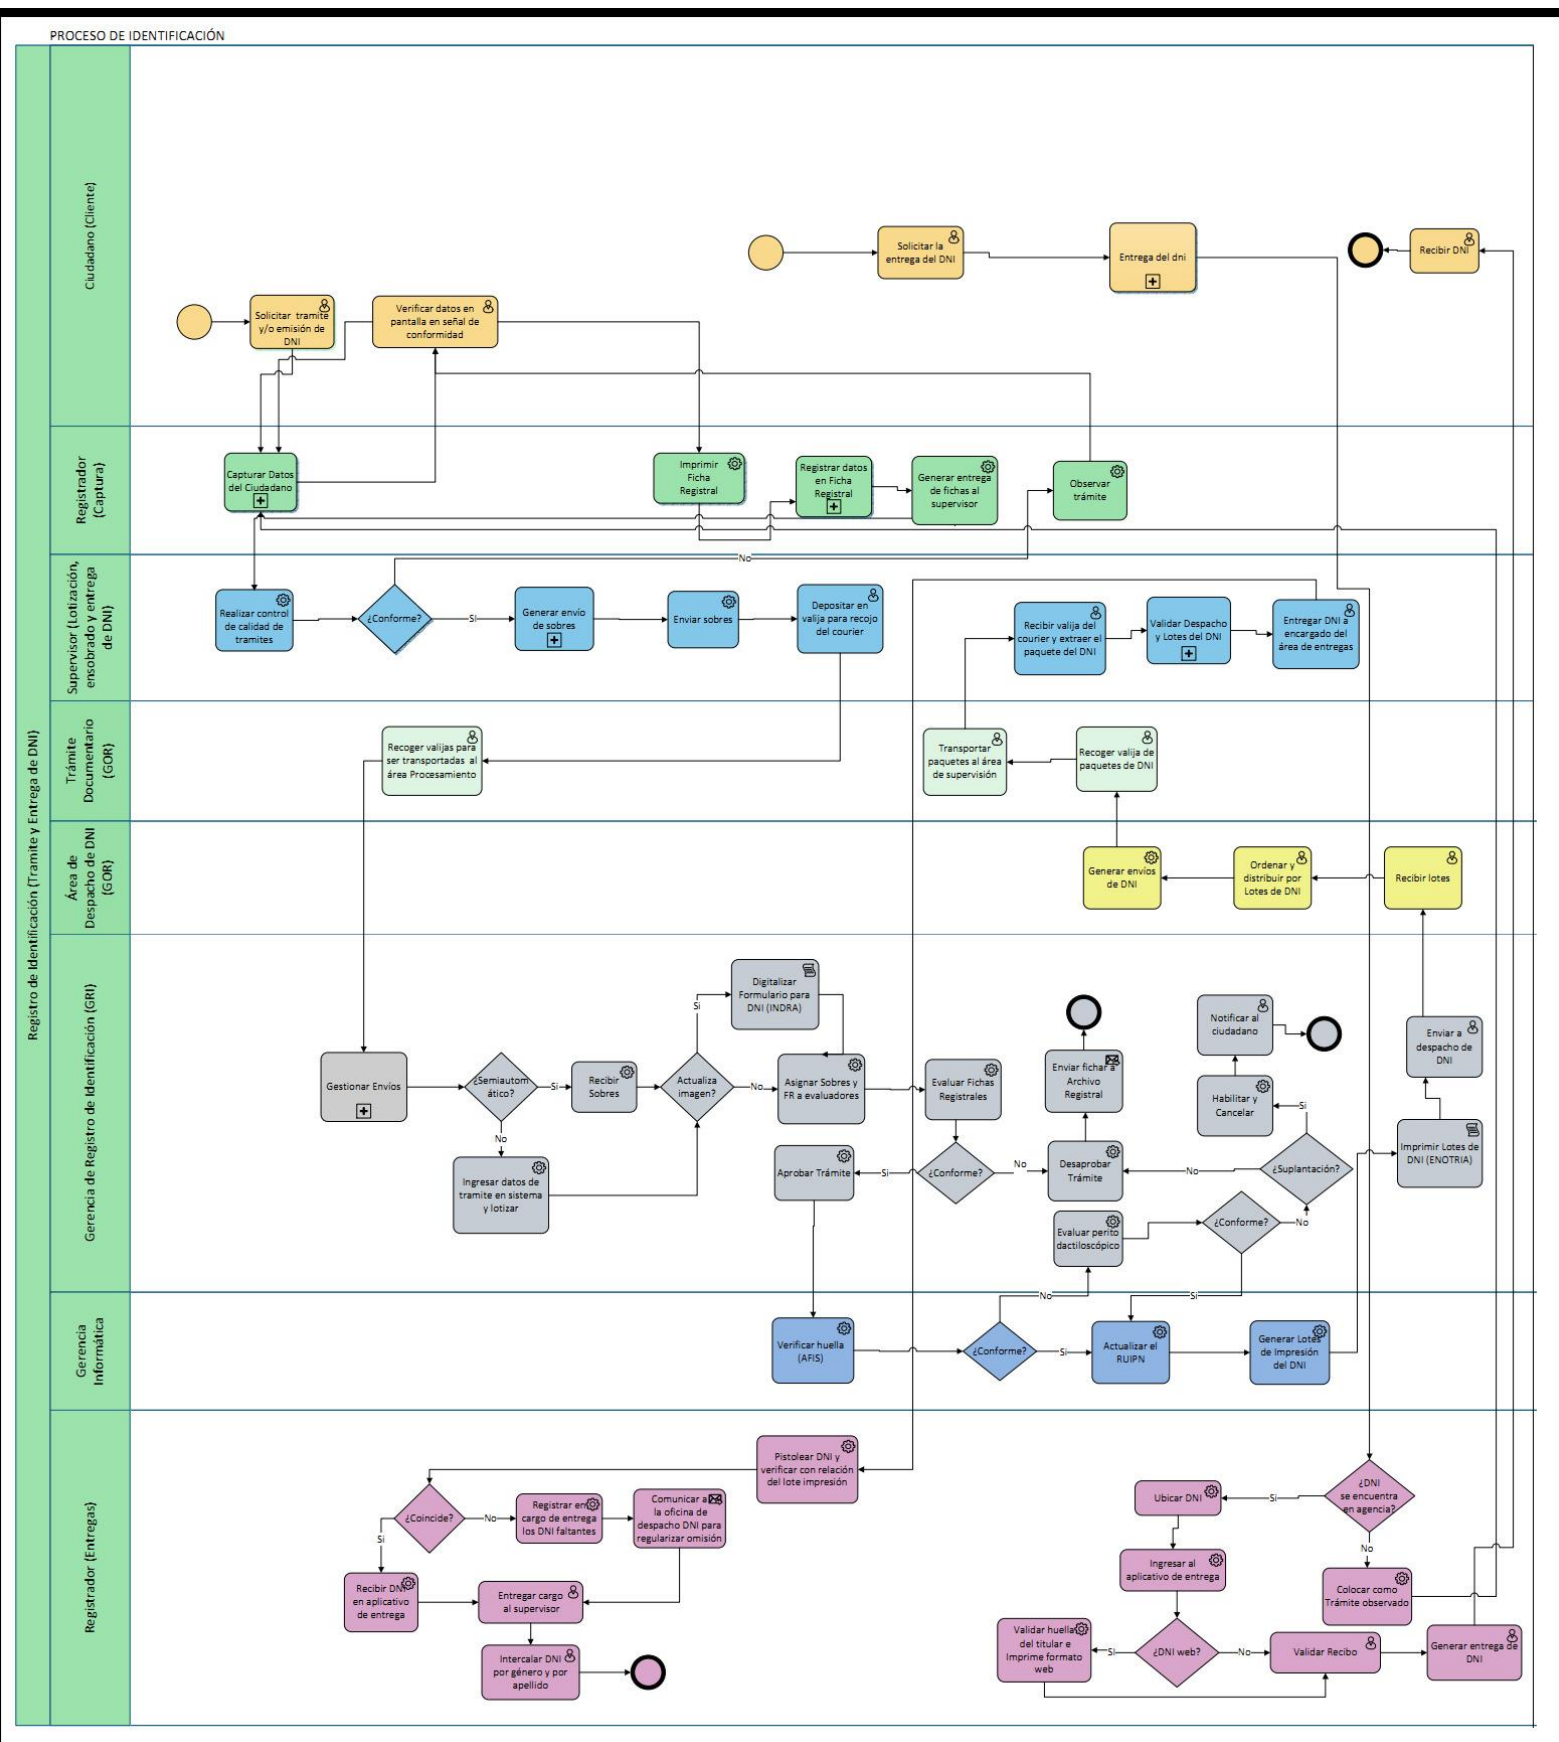 PROCESO DE IDENTIFICACIÓN
Registro de Identificación (Tramite y Entrega de DNI)
Ciudadano (Cliente)
Solicitar la
entrega del DNI
Entrega del dni
Recibir DNI
Solicitar tramite
y/o emisión de
DNI
Verificar datos en
pantalla en señal de
conformidad
Registrador
(Captura)
Capturar Datos
del Ciudadano
Imprimir
Ficha
Registral
Registrar datos
en Ficha
Registral
Generar entrega
de fichas al
supervisor
Observar
trámite
Supervisor (Lotización,
ensobrado y entrega
de DNI)
No
Realizar control
de calidad de
tramites
¿Conforme?
Si
Generar envío
de sobres
Enviar sobres
Depositar en
valija para recojo
del courier
Recibir valija del
courier y extraer el
paquete del DNI
Validar Despacho
y Lotes del DNI
Entregar DNI a
encargado del
área de entregas
Trámite
Documentario
(GOR)
Recoger valijas para
ser transportadas al
área Procesamiento
Transportar
paquetes al área
de supervisión
Recoger valija de
paquetes de DNI
Área de
Despacho de DNI
(GOR)
Generar envíos
de DNI
Ordenar y
distribuir por
Lotes de DNI
Recibir lotes
Gerencia de Registro de Identificación (GRI)
Digitalizar
Formulario para
DNI (INDRA)
Si
Notificar al
ciudadano
Enviar a
despacho de
DNI
Gestionar Envíos
¿Semiautom
ático?
Si
Recibir
Sobres
Actualiza
imagen?
No
Asignar Sobres y
FR a evaluadores
Evaluar Fichas
Registrales
Enviar fichar a
Archivo
Registral
Habilitar y
Cancelar
Si
No
Ingresar datos de
tramite en sistema
y lotizar
Aprobar Trámite
Si
¿Conforme?
No
Desaprobar
Trámite
No
¿Suplantación?
Imprimir Lotes de
DNI (ENOTRIA)
Evaluar perito
dactiloscópico
¿Conforme?
No
Gerencia
Informática
No
Si
Verificar huella
(AFIS)
¿Conforme?
Si
Actualizar el
RUIPN
Generar Lotes
de Impresión
del DNI
Registrador (Entregas)
Pistolear DNI y
verificar con relación
del lote impresión
¿Coincide?
No
Registrar en
cargo de entrega
los DNI faltantes
Comunicar a
la oficina de
despacho DNI para
regularizar omisión
Si
Recibir DNI
en aplicativo
de entrega
Entregar cargo
al supervisor
Intercalar DNI
por género y por
apellido
Ubicar DNI
Si
¿DNI
se encuentra
en agencia?
No
Ingresar al
aplicativo de entrega
Colocar como
Trámite observado
Validar huella
del titular e
Imprime formato
web
Si
¿DNI web?
No
Validar Recibo
Generar entrega de
DNI